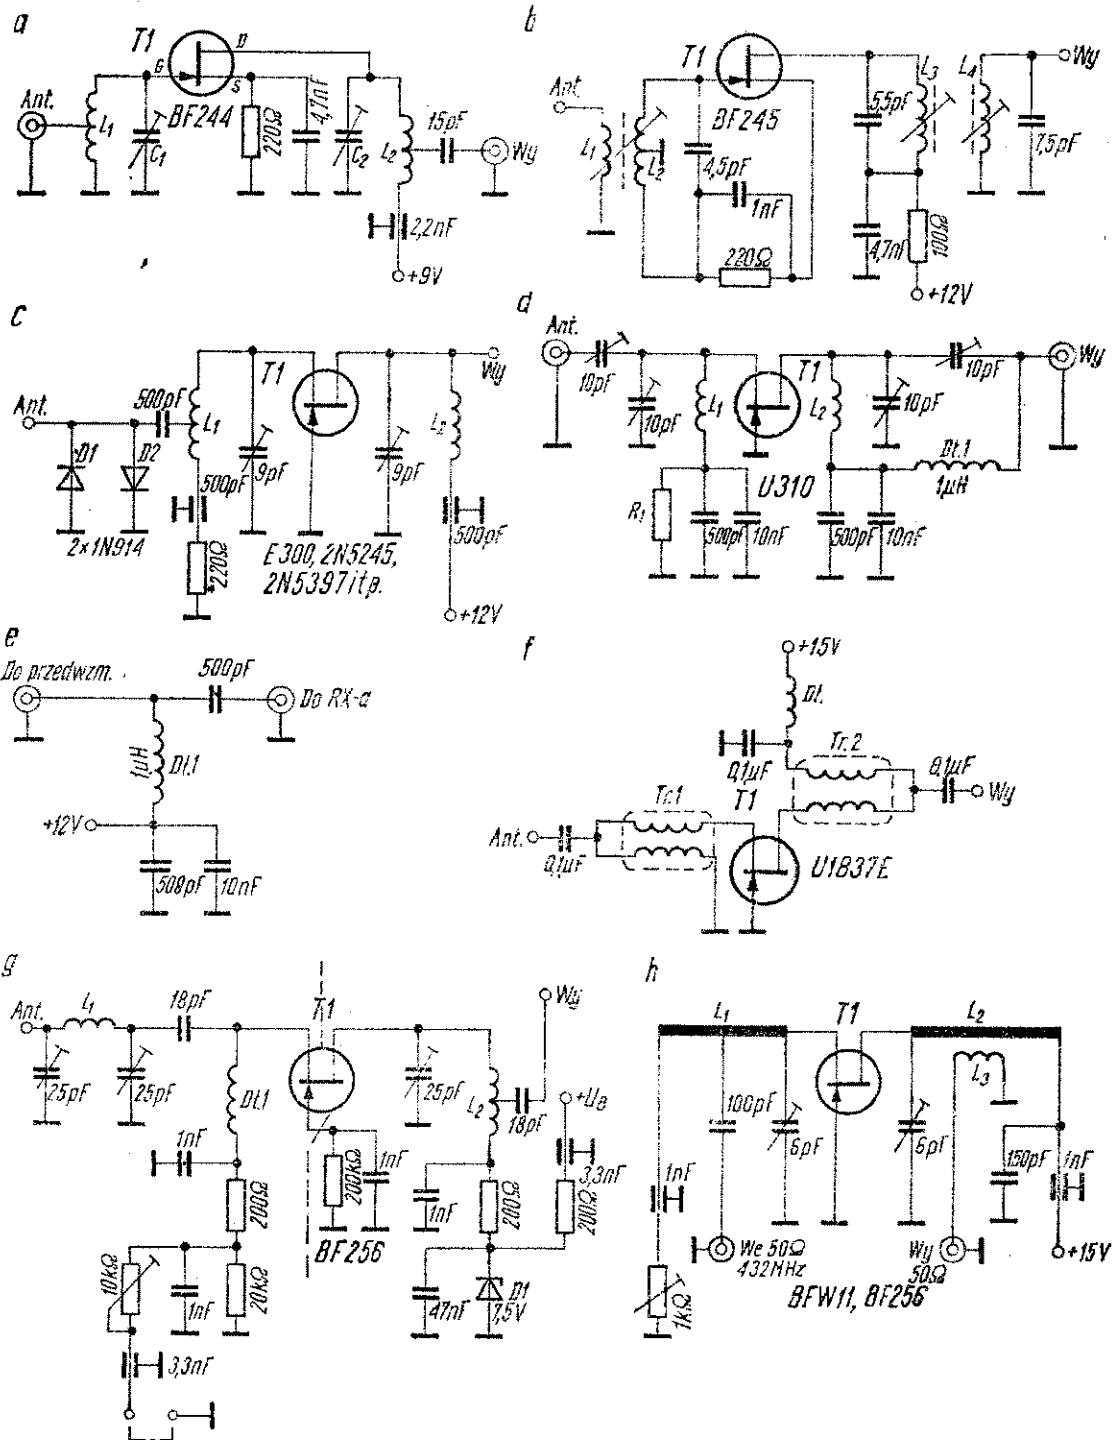 a
T1
D
G
S
Ant.
L1
C1
BF244
220Ω
4,7nF
C2
L2
15pF
Wy
2,2nF
+9V
b
T1
Ant.
L1
L2
BF245
4,5pF
1nF
220Ω
5,5pF
L3
L4
Wy
7,5pF
4,7nF
100Ω
+12V
c
Ant.
500pF
L1
T1
Wy
D1
D2
9pF
9pF
L2
500pF
500pF
2×1N914
220Ω
E300, 2N5245,
2N5397 itp.
+12V
d
Ant.
10pF
10pF
L1
T1
L2
10pF
10pF
Wy
Dł.1
1µH
U310
R1
500pF
10nF
500pF
10nF
e
Do przedwzm.
500pF
Do RX-a
1µH
Dł.1
+12V
500pF
10nF
f
+15V
Dł.
0,1µF
Tr.2
0,1µF
Wy
Tr.1
T1
Ant.
0,1µF
U1837E
g
Ant.
L1
18pF
T1
Wy
25pF
25pF
Dł.1
25pF
L2
18pF
+UB
1nF
200Ω
200kΩ
1nF
1nF
200Ω
3,3nF
200Ω
BF256
10kΩ
1nF
20kΩ
47nF
D1
7,5V
3,3nF
h
L1
T1
L2
L3
100pF
6pF
6pF
150pF
1nF
1nF
We 50Ω
432MHz
Wy
50Ω
+15V
1kΩ
BFW11, BF256